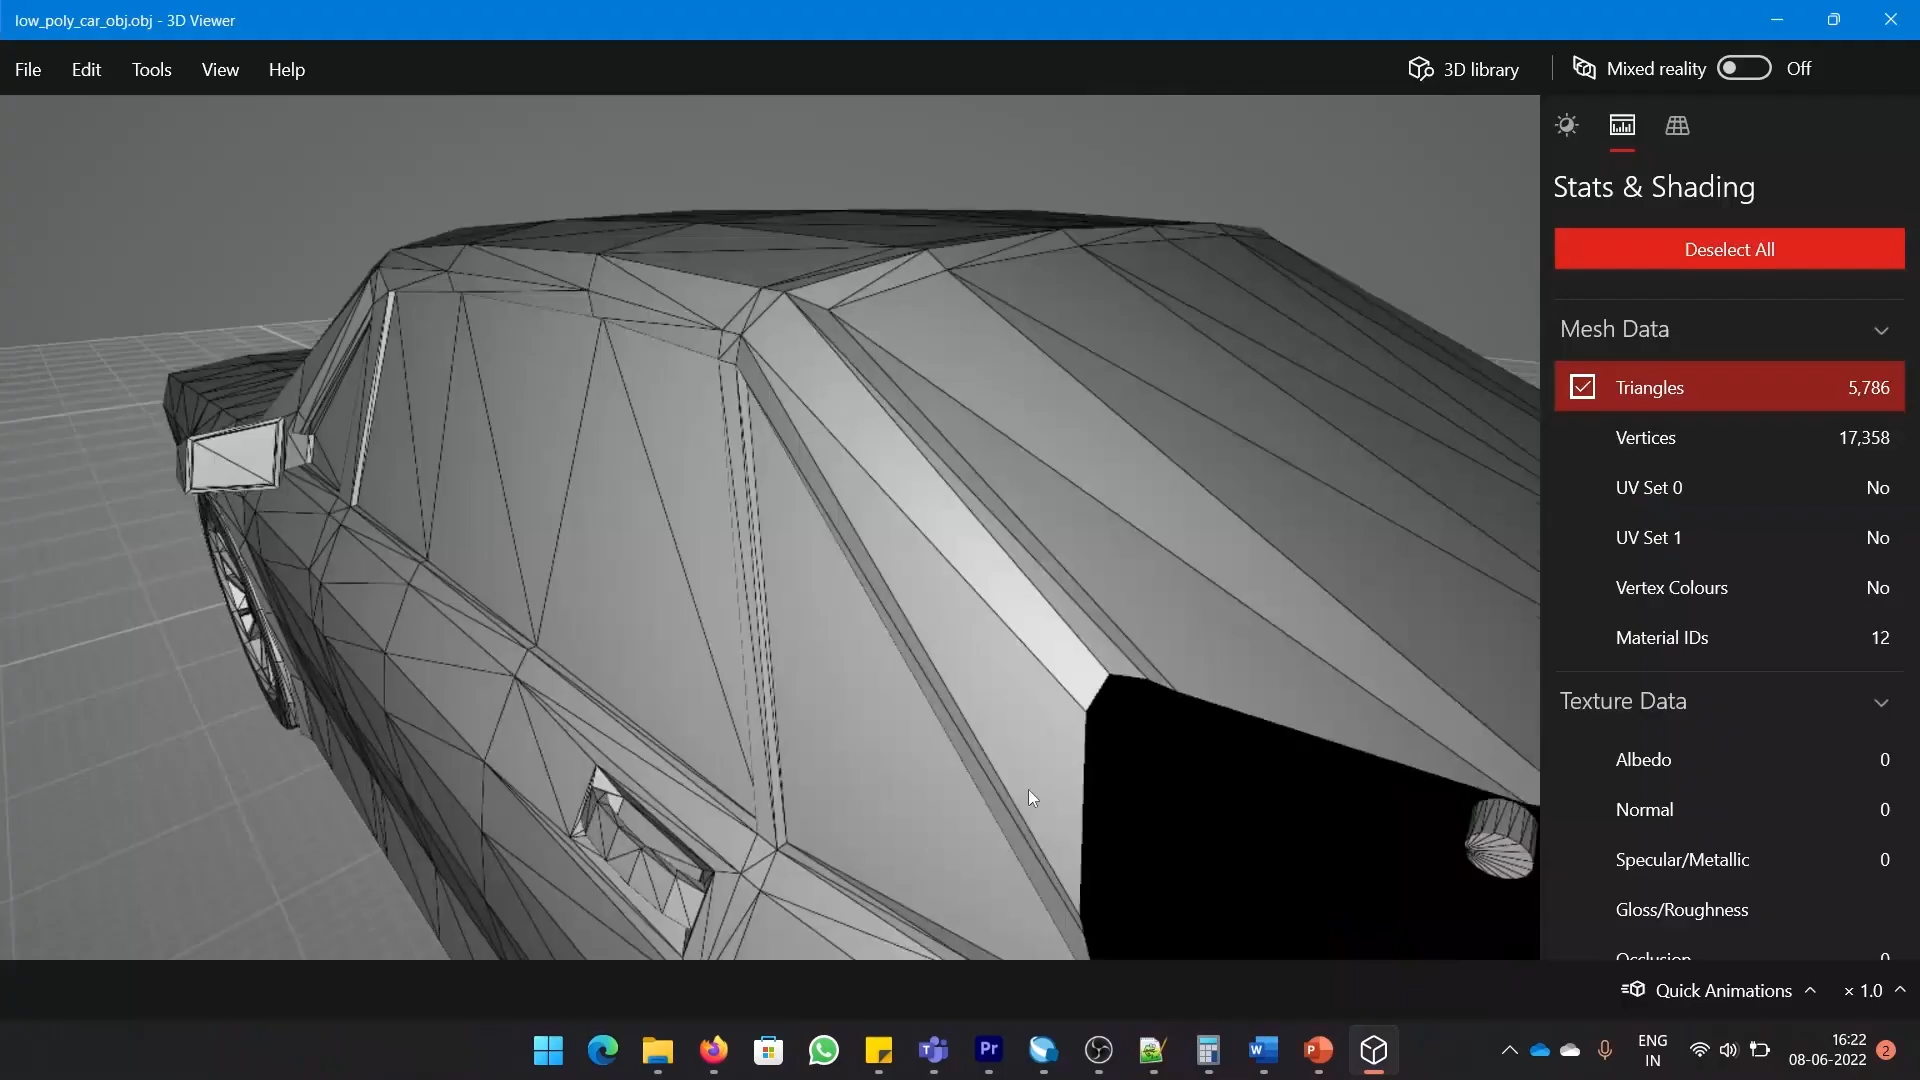 low_poly_car_obj.obj - 3D Viewer
File Edit Tools View Help
3D library
Mixed reality Off
Stats & Shading
Deselect All
Mesh Data
Triangles 5,786
Vertices 17,358
UV Set 0 No
UV Set 1 No
Vertex Colours No
Material IDs 12
Texture Data
Albedo 0
Normal 0
Specular/Metallic 0
Gloss/Roughness
Occlusion 0
Quick Animations × 1.0
T
Pr
W
P
ENG
IN
16:22
08-06-2022
2